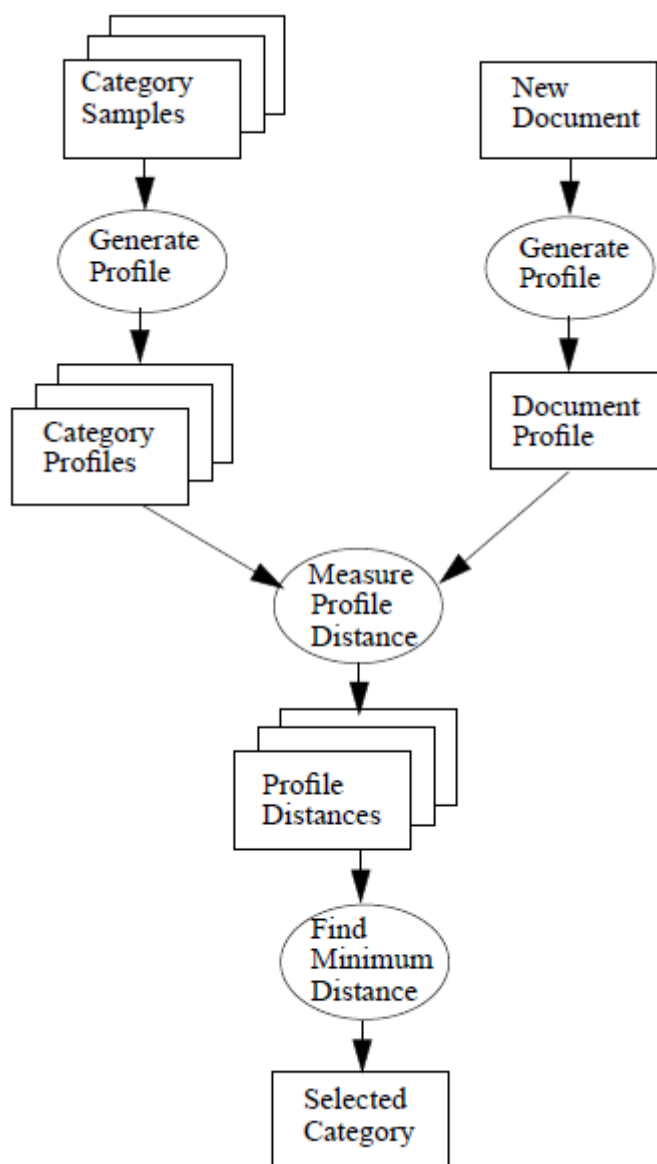 Category
Samples
New
Document
Generate
Profile
Generate
Profile
Category
Profiles
Document
Profile
Measure
Profile
Distance
Profile
Distances
Find
Minimum
Distance
Selected
Category